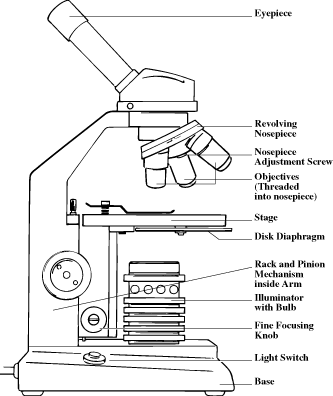 Eyepiece
Revolving
Nosepiece
Nosepiece
Adjustment Screw
Objectives
(Threaded
into nosepiece)
Stage
Disk Diaphragm
Rack and Pinion
Mechanism
inside Arm
Illuminator
with Bulb
Fine Focusing
Knob
Light Switch
Base